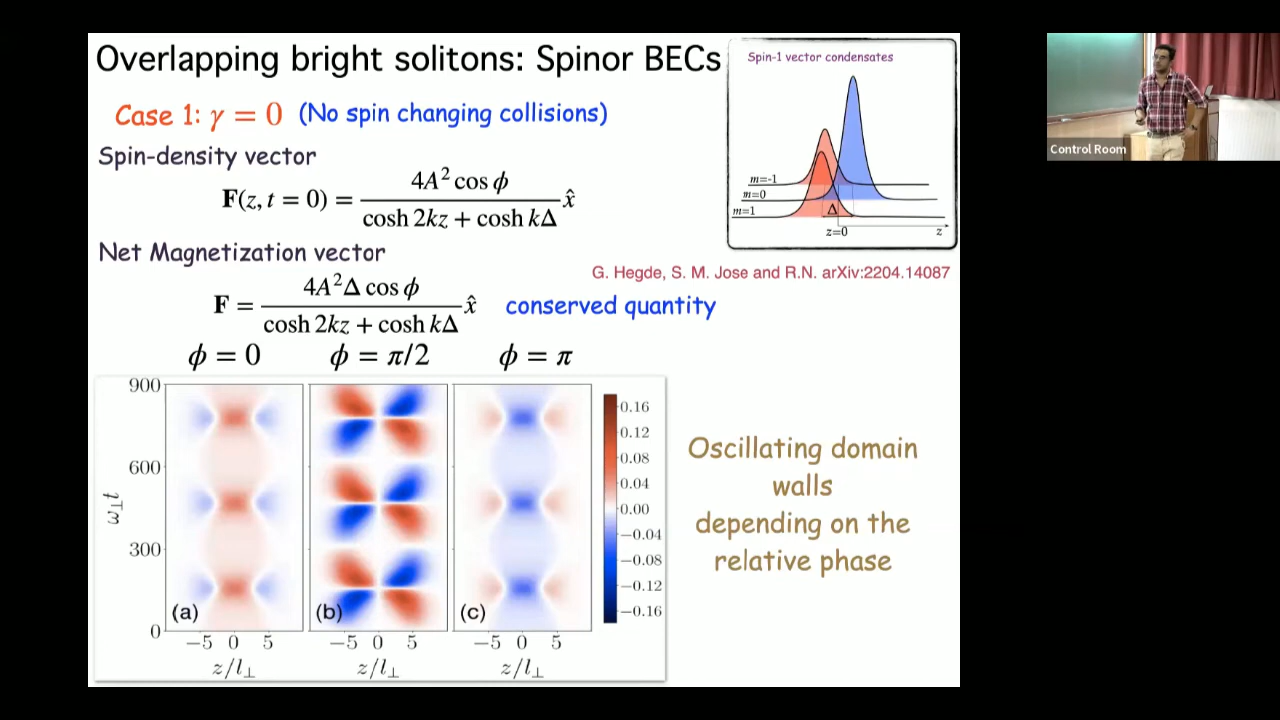 Overlapping bright solitons: Spinor BECs
Spin-1 vector condensates
m=-1
m=0
m=1
Δ
z=0
z
Case 1: γ = 0 (No spin changing collisions)
Spin-density vector
F(z, t = 0) = 4A² cos ϕ / cosh 2kz + cosh kΔ x̂
Net Magnetization vector
G. Hegde, S. M. Jose and R.N. arXiv:2204.14087
F = 4A²Δ cos ϕ / cosh 2kz + cosh kΔ x̂ conserved quantity
ϕ = 0 ϕ = π/2 ϕ = π
900
600
300
0
ω⊥t
(a) (b) (c)
−5 0 5 −5 0 5 −5 0 5
z/l⊥ z/l⊥ z/l⊥
0.16
0.12
0.08
0.04
0.00
−0.04
−0.08
−0.12
−0.16
Oscillating domain
walls
depending on the
relative phase
Control Room